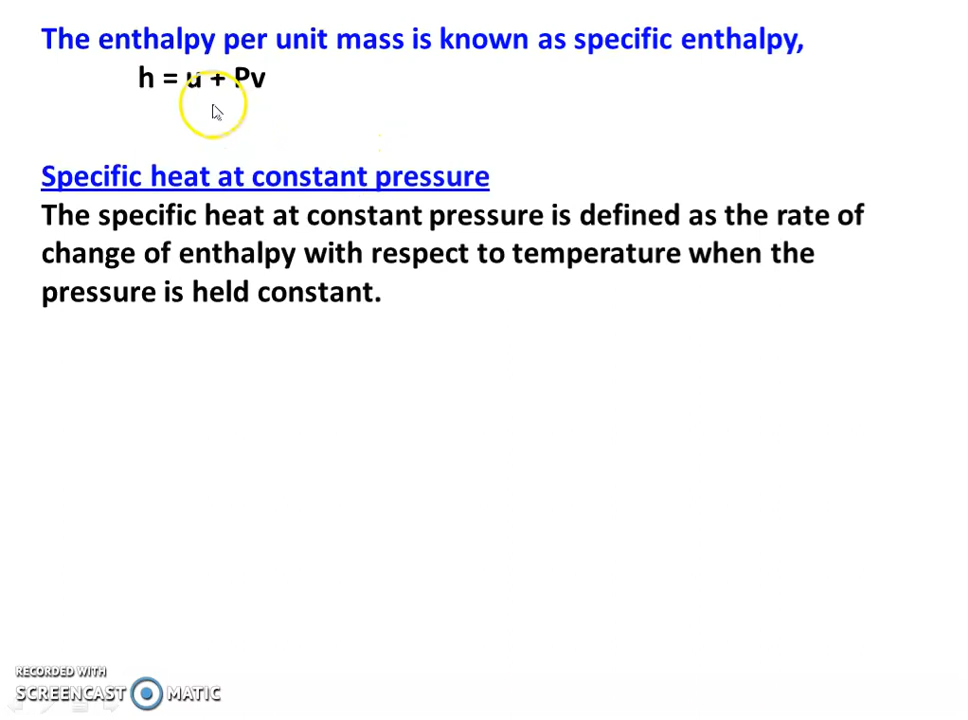 The enthalpy per unit mass is known as specific enthalpy,
h = u + Pv
Specific heat at constant pressure
The specific heat at constant pressure is defined as the rate of
change of enthalpy with respect to temperature when the
pressure is held constant.
RECORDED WITH
SCREENCAST MATIC